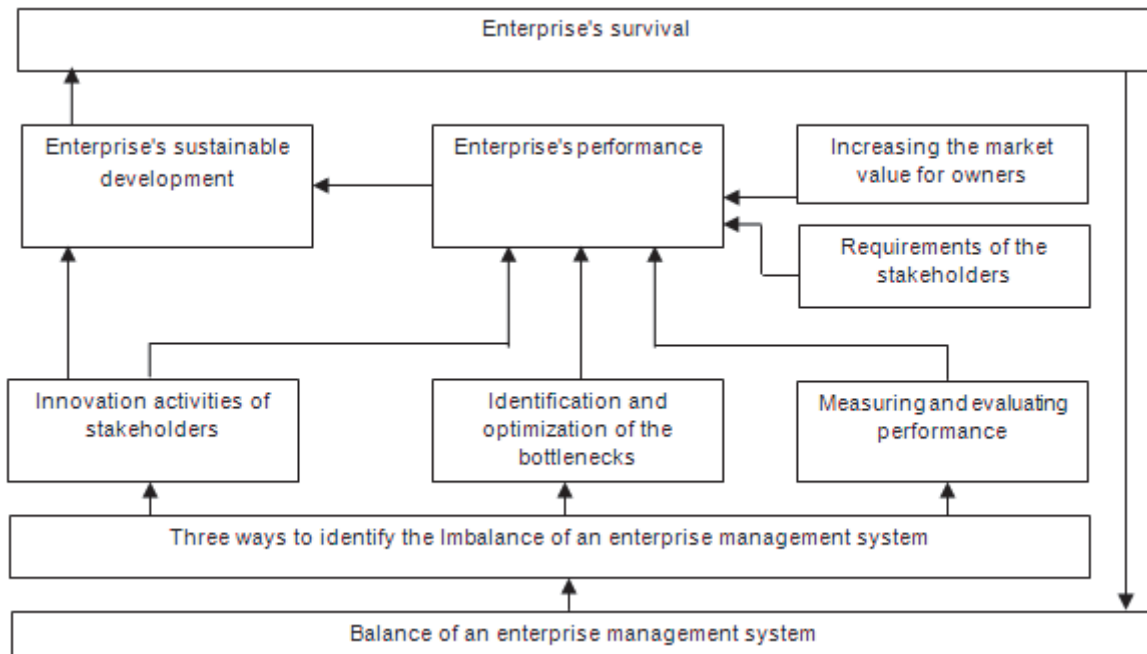 Enterprise's survival
Enterprise's sustainable
development
Enterprise's performance
Increasing the market
value for owners
Requirements of the
stakeholders
Innovation activities of
stakeholders
Identification and
optimization of the
bottlenecks
Measuring and evaluating
performance
Three ways to identify the Imbalance of an enterprise management system
Balance of an enterprise management system